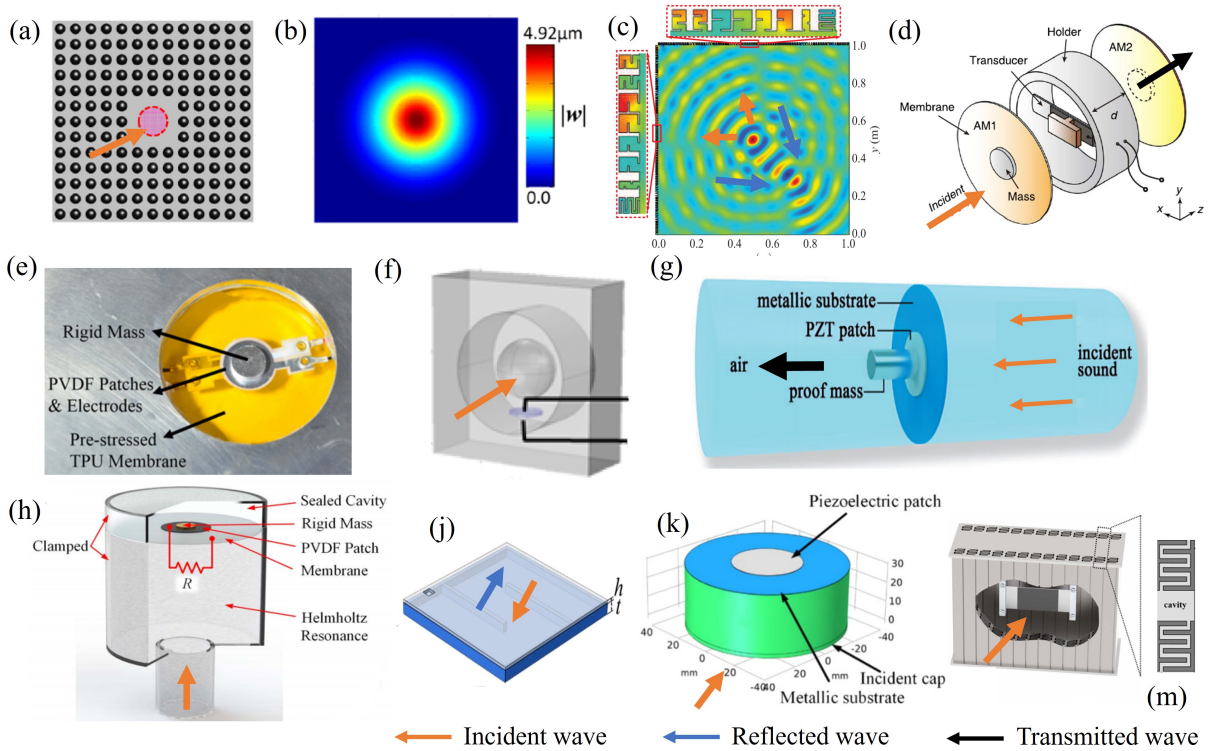 (a)
(b)
4.92μm
|w|
0.0
(c)
1.0
0.8
0.6
0.4
0.2
0.0
y (m)
0.0 0.2 0.4 0.6 0.8 1.0
(d)
AM2
Holder
Transducer
Membrane
AM1
d
Mass
Incident
y
x
z
(e)
Rigid Mass
PVDF Patches
& Electrodes
Pre-stressed
TPU Membrane
(f)
(g)
metallic substrate
PZT patch
air
proof mass
incident
sound
(h)
Clamped
Sealed Cavity
Rigid Mass
PVDF Patch
Membrane
R
Helmholtz
Resonance
(j)
h
t
(k)
Piezoelectric patch
30
20
10
0
-40
-20
0
20
40
mm
40
20
0
mm
-20
-40
Incident cap
Metallic substrate
cavity
(m)
Incident wave
Reflected wave
Transmitted wave